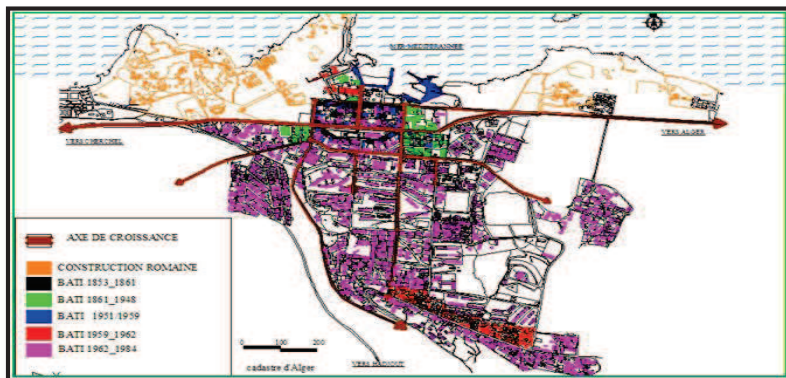 MER MEDITERANNEE
VERS CHERCHEL
VERS ALGER
AXE DE CROISSANCE
CONSTRUCTION ROMAINE
BATI 1853_1861
BATI 1861_1948
BATI 1951/1959
BATI 1959_1962
BATI 1962_1984
0 100 200
cadastre d'Alger
VERS HADJOUT